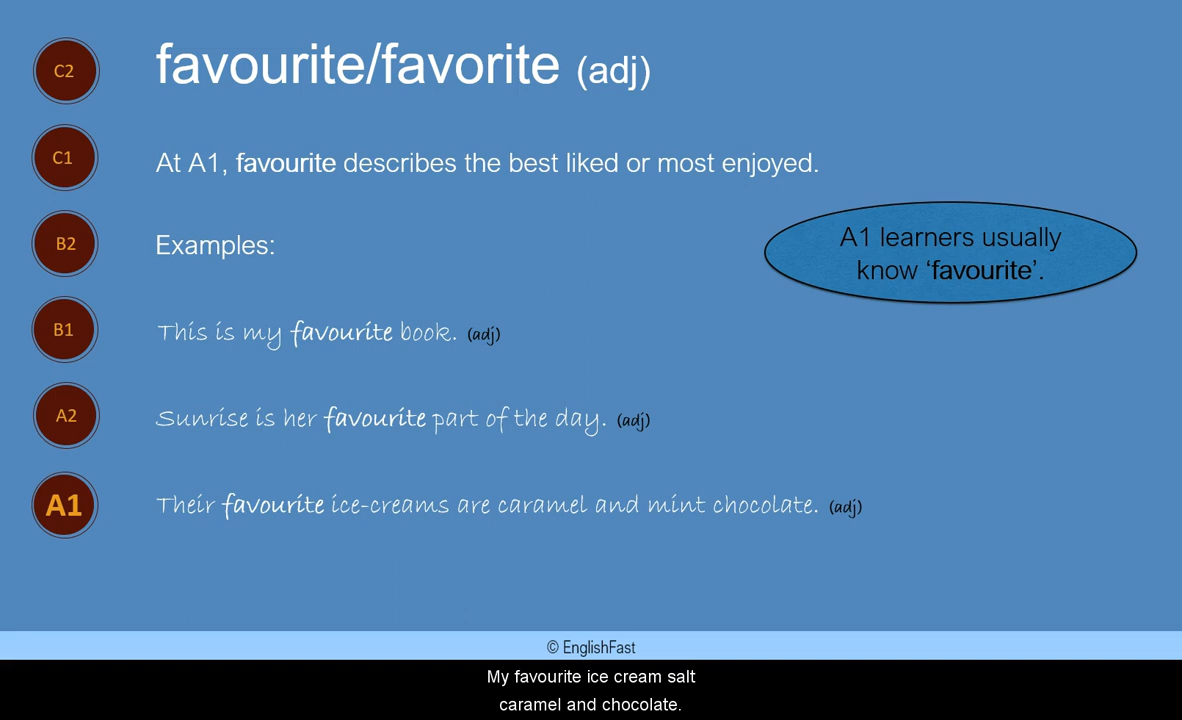 C2
favourite/favorite (adj)
C1
At A1, favourite describes the best liked or most enjoyed.
B2
Examples:
A1 learners usually
know ‘favourite’.
B1
This is my favourite book. (adj)
A2
Sunrise is her favourite part of the day. (adj)
A1
Their favourite ice-creams are caramel and mint chocolate. (adj)
© EnglishFast
My favourite ice cream salt
caramel and chocolate.